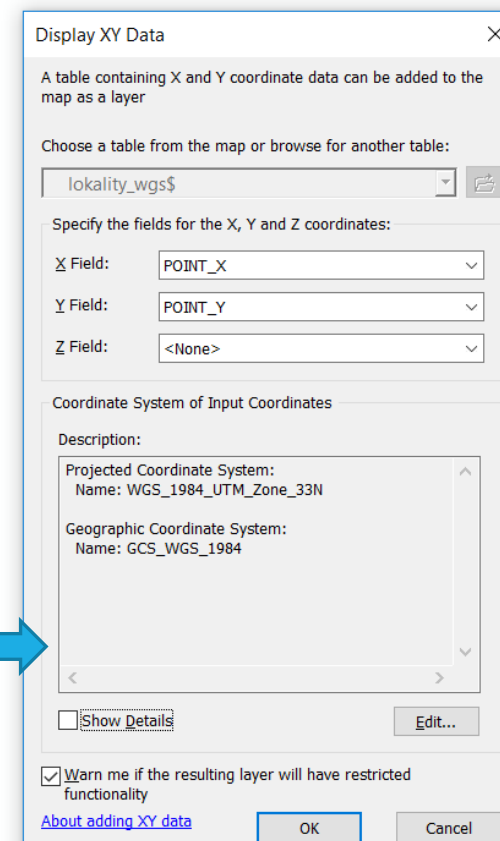 Display XY Data
A table containing X and Y coordinate data can be added to the
map as a layer
Choose a table from the map or browse for another table:
lokality_wgs$
Specify the fields for the X, Y and Z coordinates:
X Field:
POINT_X
Y Field:
POINT_Y
Z Field:
<None>
Coordinate System of Input Coordinates
Description:
Projected Coordinate System:
Name: WGS_1984_UTM_Zone_33N
Geographic Coordinate System:
Name: GCS_WGS_1984
Show Details
Edit...
Warn me if the resulting layer will have restricted
functionality
About adding XY data
OK
Cancel